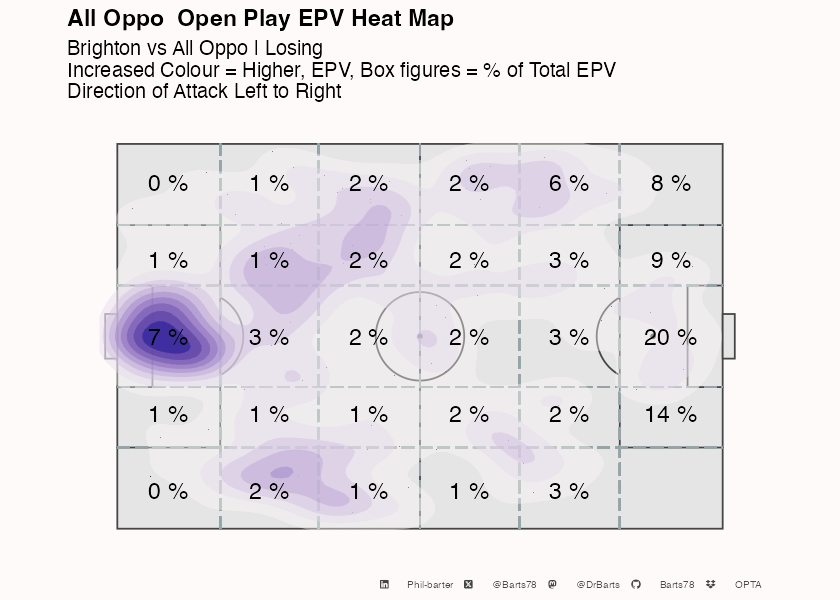 All Oppo  Open Play EPV Heat Map
Brighton vs All Oppo | Losing
Increased Colour = Higher, EPV, Box figures = % of Total EPV
Direction of Attack Left to Right
0 % 1 % 2 % 2 % 6 % 8 %
1 % 1 % 2 % 2 % 3 % 9 %
7 % 3 % 2 % 2 % 3 % 20 %
1 % 1 % 1 % 2 % 2 % 14 %
0 % 2 % 1 % 1 % 3 %
Phil-barter @Barts78 @DrBarts Barts78 OPTA